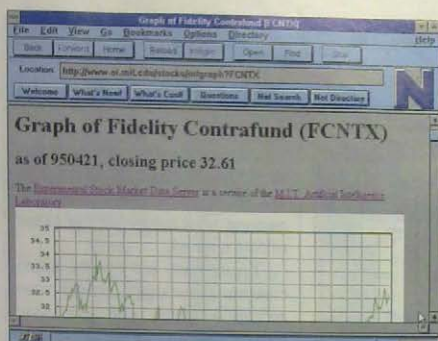 Graph of Fidelity Contrafund [FCNTX]
File Edit View Go Bookmarks Options Directory Help
Back Forward Home Reload Images Open Find Stop
Location: http://www.ai.mit.edu/stocks/mfgraph?FCNTX
Welcome What's New! What's Cool! Questions Net Search Net Directory
N
Graph of Fidelity Contrafund (FCNTX)
as of 950421, closing price 32.61
The Experimental Stock Market Data Server is a service of the M.I.T. Artificial Intelligence
Laboratory
35
34.5
34
33.5
33
32.5
32